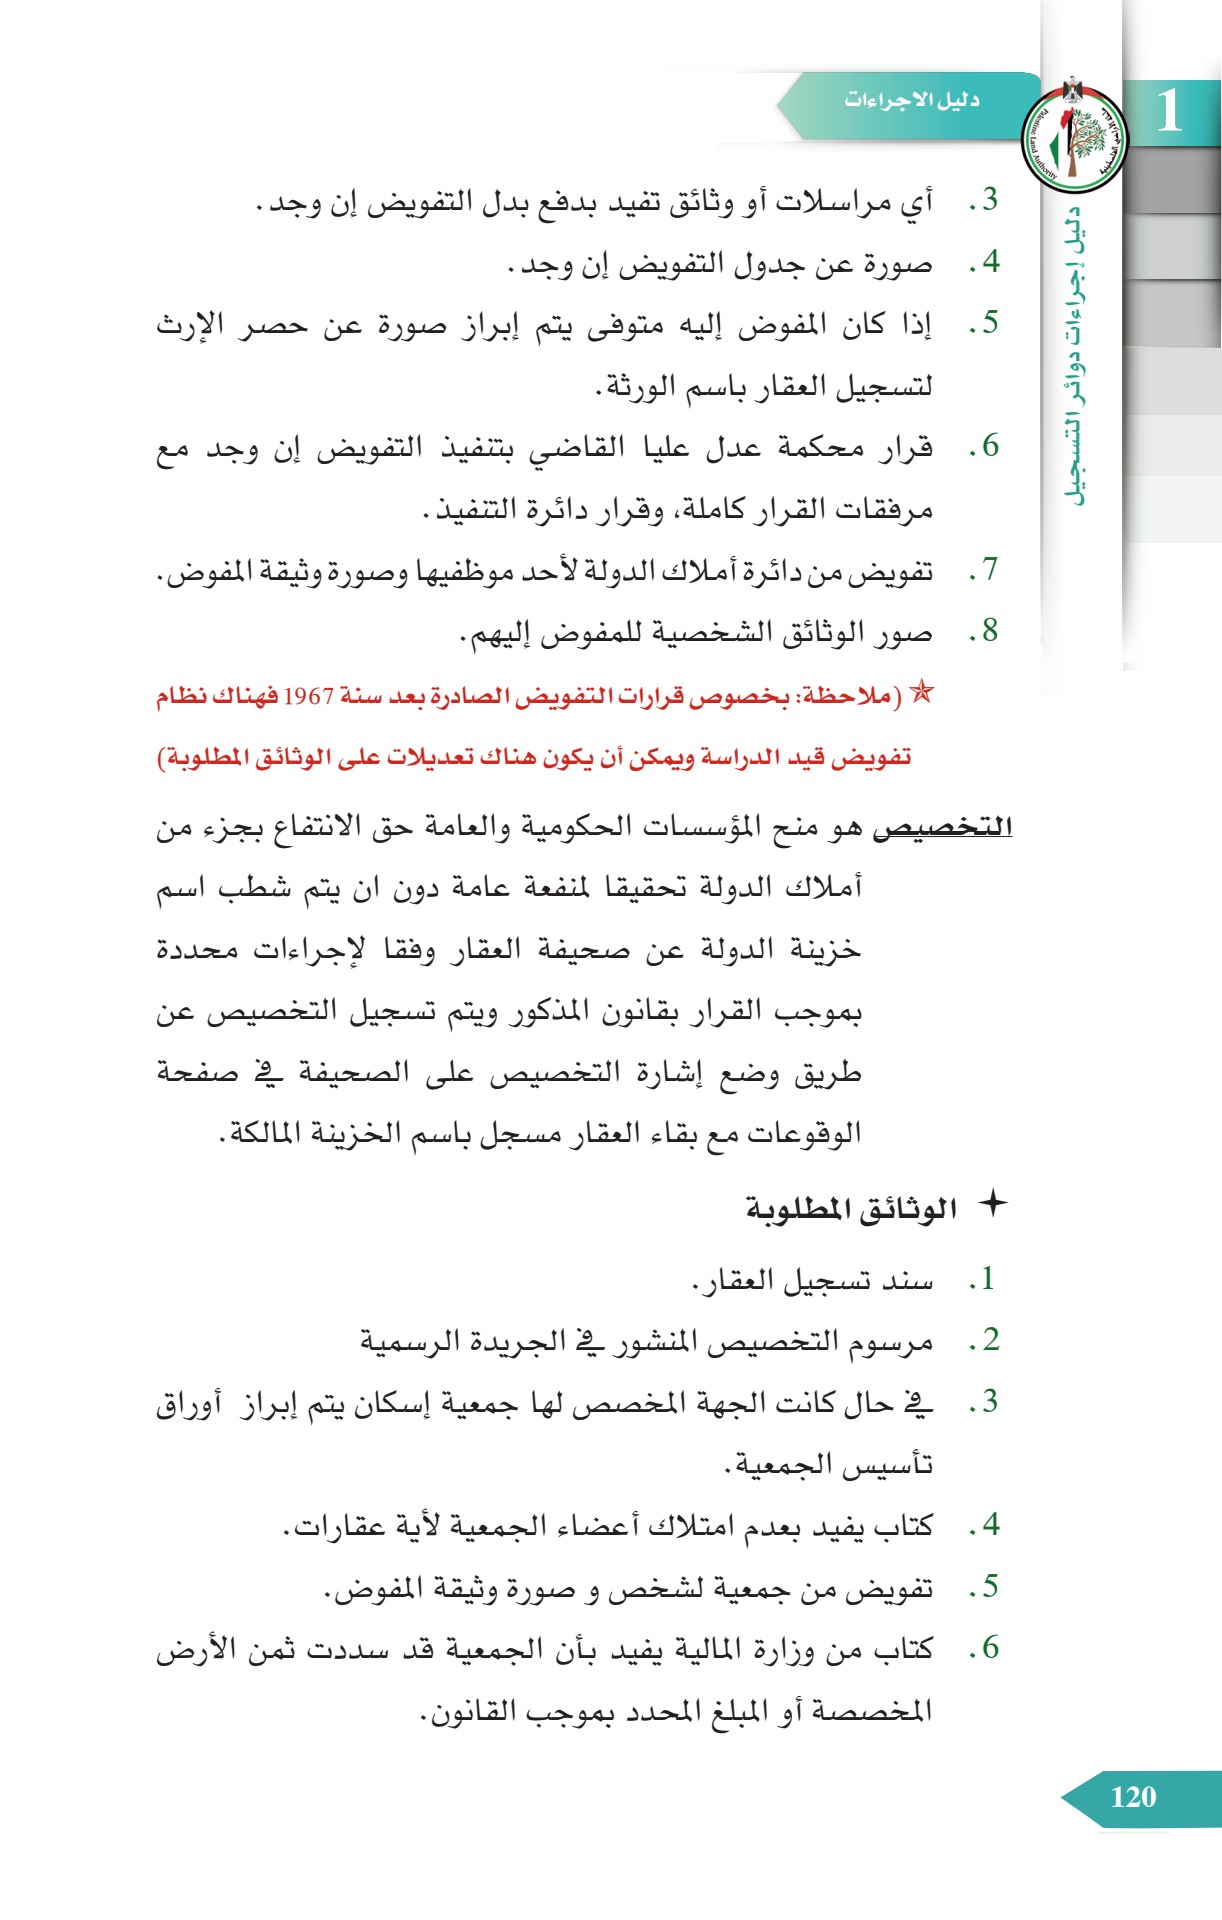 دليل الاجراءات
1
دليل إجراءات دوائر التسجيل
Palestine Land Authority
3. أي مراسلات أو وثائق تفيد بدفع بدل التفويض إن وجد.
4. صورة عن جدول التفويض إن وجد.
5. إذا كان المفوض إليه متوفى يتم إبراز صورة عن حصر الإرث
لتسجيل العقار باسم الورثة.
6. قرار محكمة عدل عليا القاضي بتنفيذ التفويض إن وجد مع
مرفقات القرار كاملة، وقرار دائرة التنفيذ.
7. تفويض من دائرة أملاك الدولة لأحد موظفيها وصورة وثيقة المفوض.
8. صور الوثائق الشخصية للمفوض إليهم.
(ملاحظة: بخصوص قرارات التفويض الصادرة بعد سنة 1967 فهناك نظام
تفويض قيد الدراسة ويمكن أن يكون هناك تعديلات على الوثائق المطلوبة)
التخصيص هو منح المؤسسات الحكومية والعامة حق الانتفاع بجزء من
أملاك الدولة تحقيقا لمنفعة عامة دون ان يتم شطب اسم
خزينة الدولة عن صحيفة العقار وفقا لإجراءات محددة
بموجب القرار بقانون المذكور ويتم تسجيل التخصيص عن
طريق وضع إشارة التخصيص على الصحيفة في صفحة
الوقوعات مع بقاء العقار مسجل باسم الخزينة المالكة.
الوثائق المطلوبة
1. سند تسجيل العقار.
2. مرسوم التخصيص المنشور في الجريدة الرسمية
3. في حال كانت الجهة المخصص لها جمعية إسكان يتم إبراز أوراق
تأسيس الجمعية.
4. كتاب يفيد بعدم امتلاك أعضاء الجمعية لأية عقارات.
5. تفويض من جمعية لشخص و صورة وثيقة المفوض.
6. كتاب من وزارة المالية يفيد بأن الجمعية قد سددت ثمن الأرض
المخصصة أو المبلغ المحدد بموجب القانون.
120